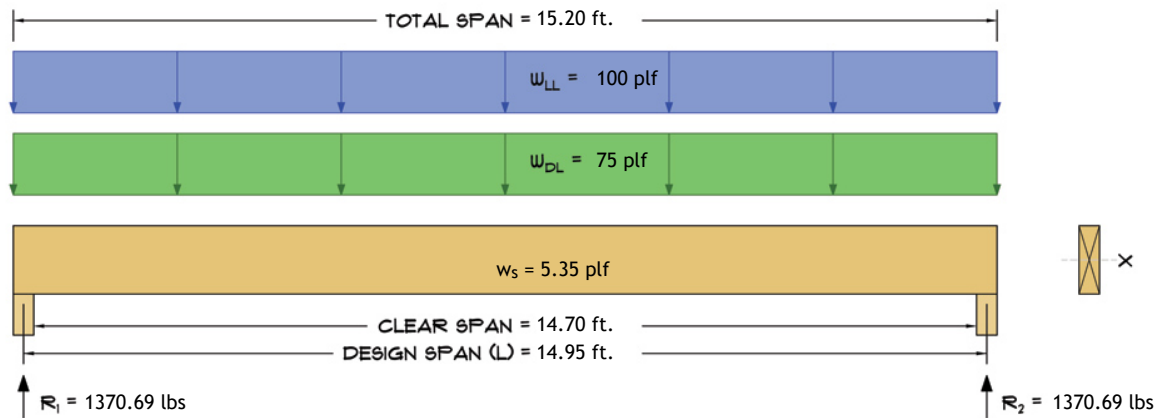 TOTAL SPAN = 15.20 ft.
WLL = 100 plf
WDL = 75 plf
ws = 5.35 plf
X
CLEAR SPAN = 14.70 ft.
DESIGN SPAN (L) = 14.95 ft.
R1 = 1370.69 lbs
R2 = 1370.69 lbs